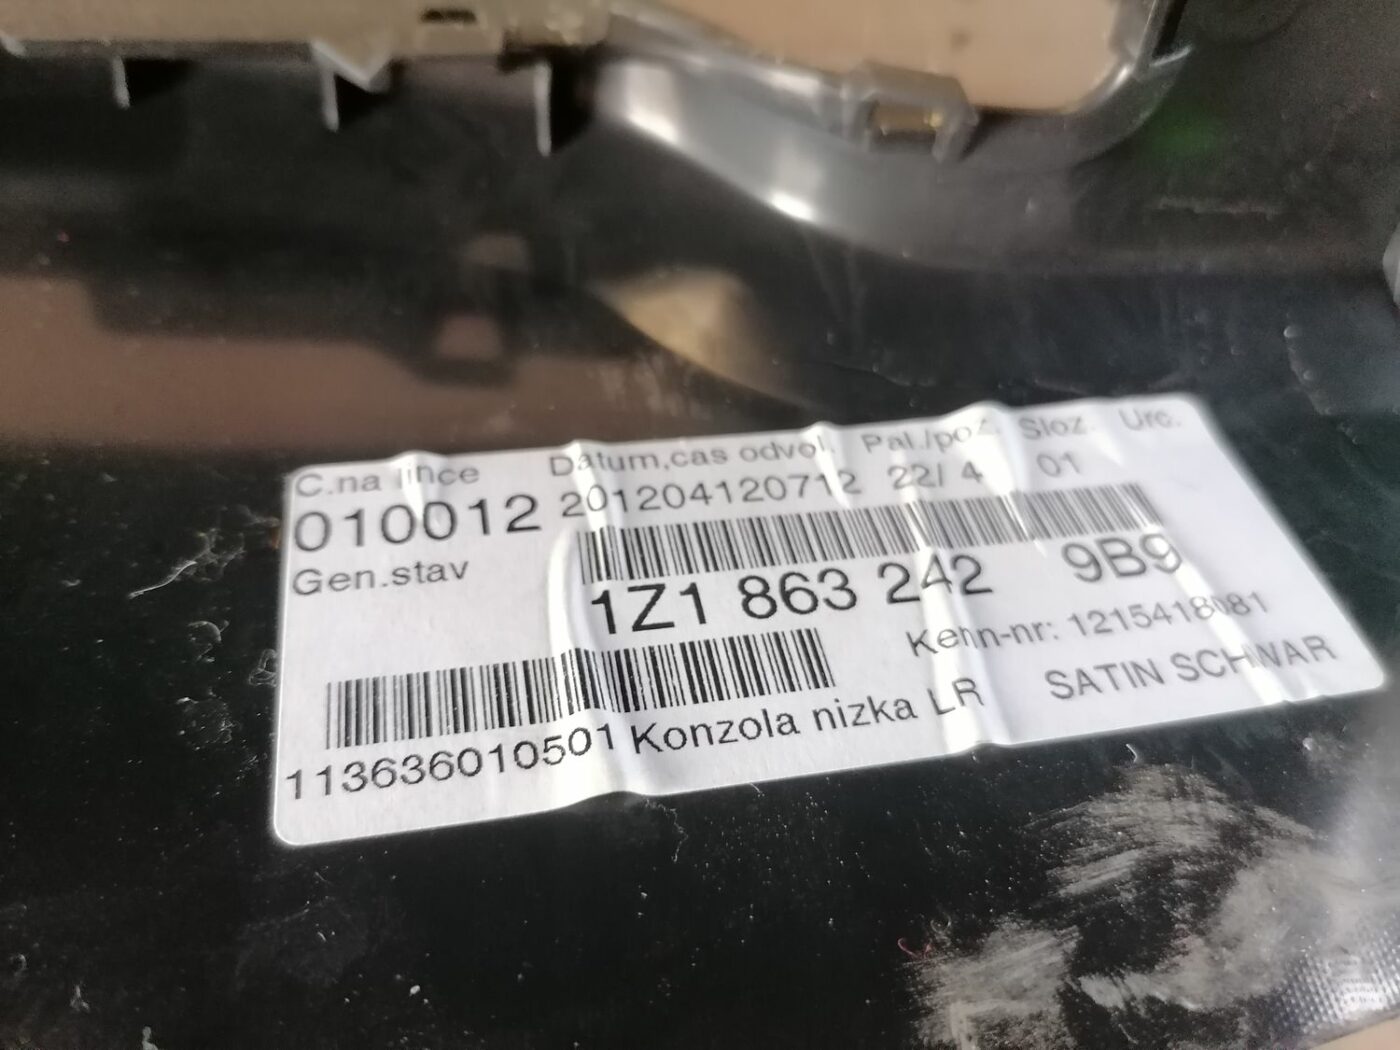 C.na lince Datum,cas odvol. Pal./poz. Sloz. Urc.
010012 201204120712 22/ 4 01
Gen.stav
1Z1 863 242 9B9
Kenn-nr: 1215418081
113636010501 Konzola nizka LR SATIN SCHWAR